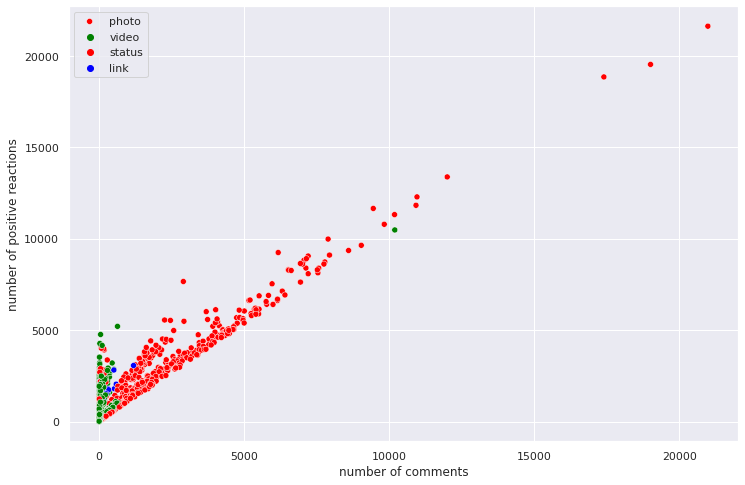 photo
video
status
link
number of positive reactions
20000
15000
10000
5000
0
0 5000 10000 15000 20000
number of comments